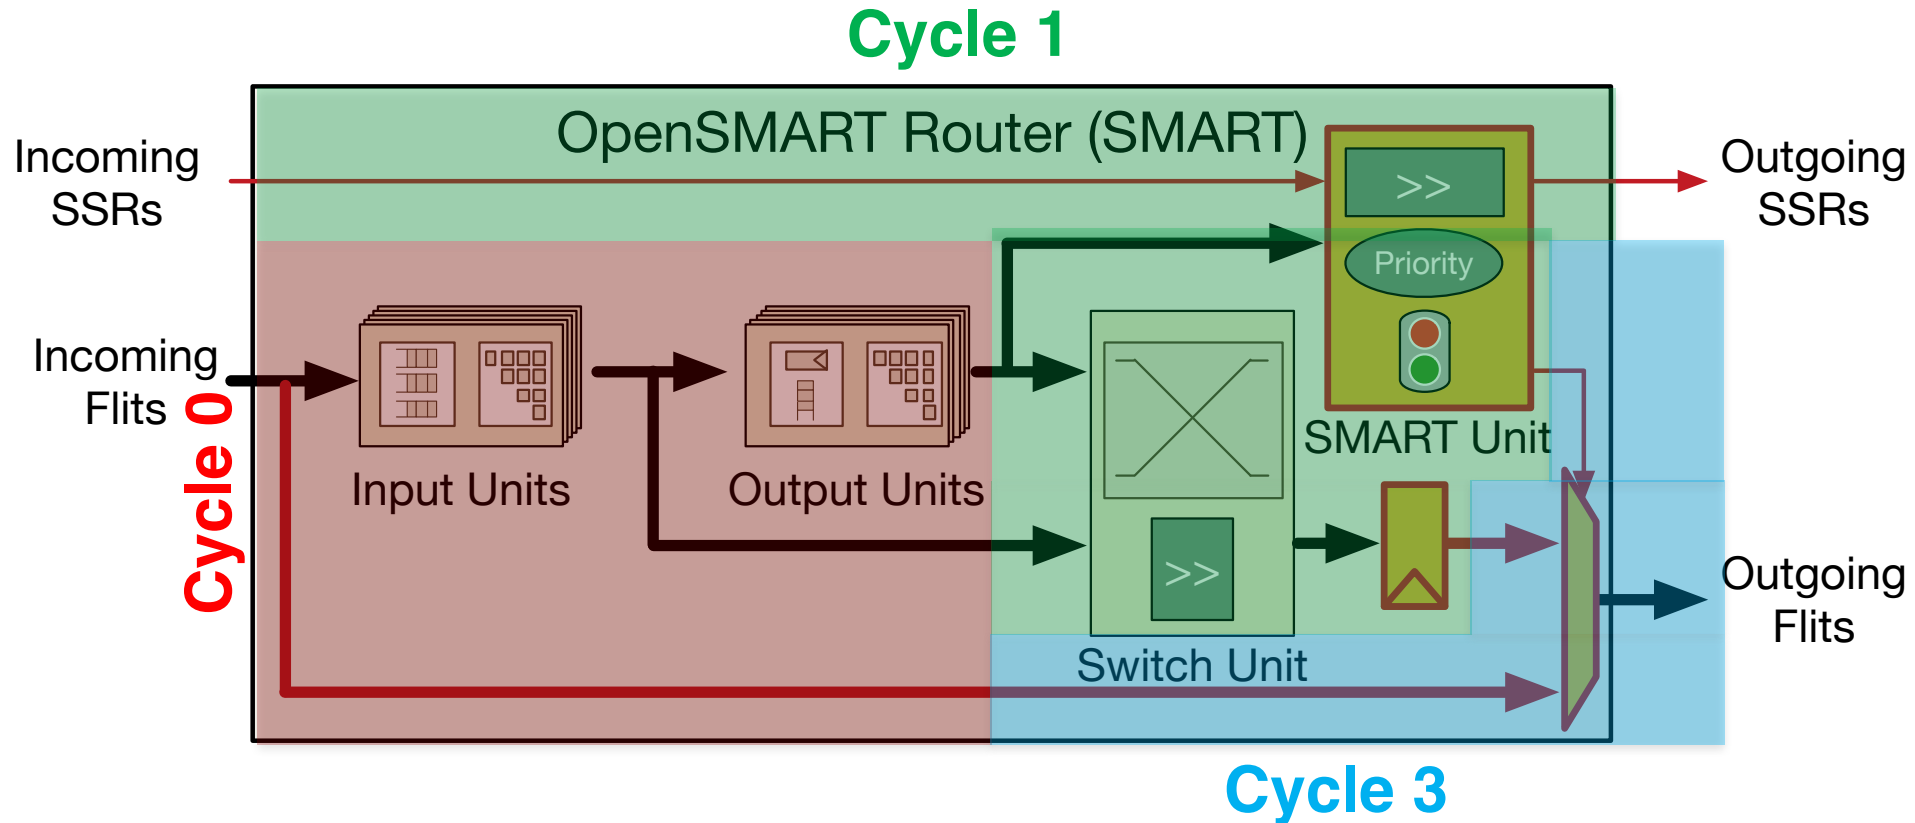 Cycle 1
OpenSMART Router (SMART)
Incoming
SSRs
>>
Outgoing
SSRs
Priority
Incoming
Flits
Cycle 0
SMART Unit
Input Units
Output Units
>>
Outgoing
Flits
Switch Unit
Cycle 3